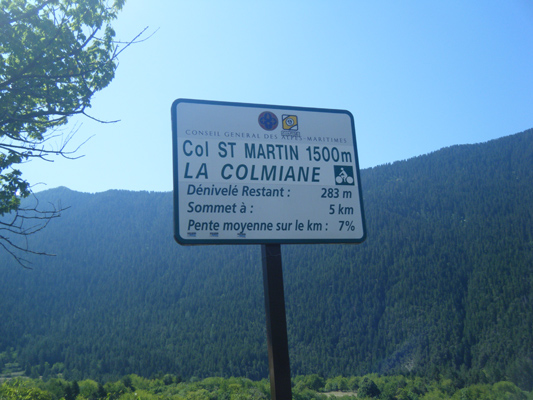 CONSEIL GENERAL DES ALPES-MARITIMES
Col ST MARTIN 1500m
LA COLMIANE
Dénivelé Restant : 283 m
Sommet à : 5 km
Pente moyenne sur le km : 7%